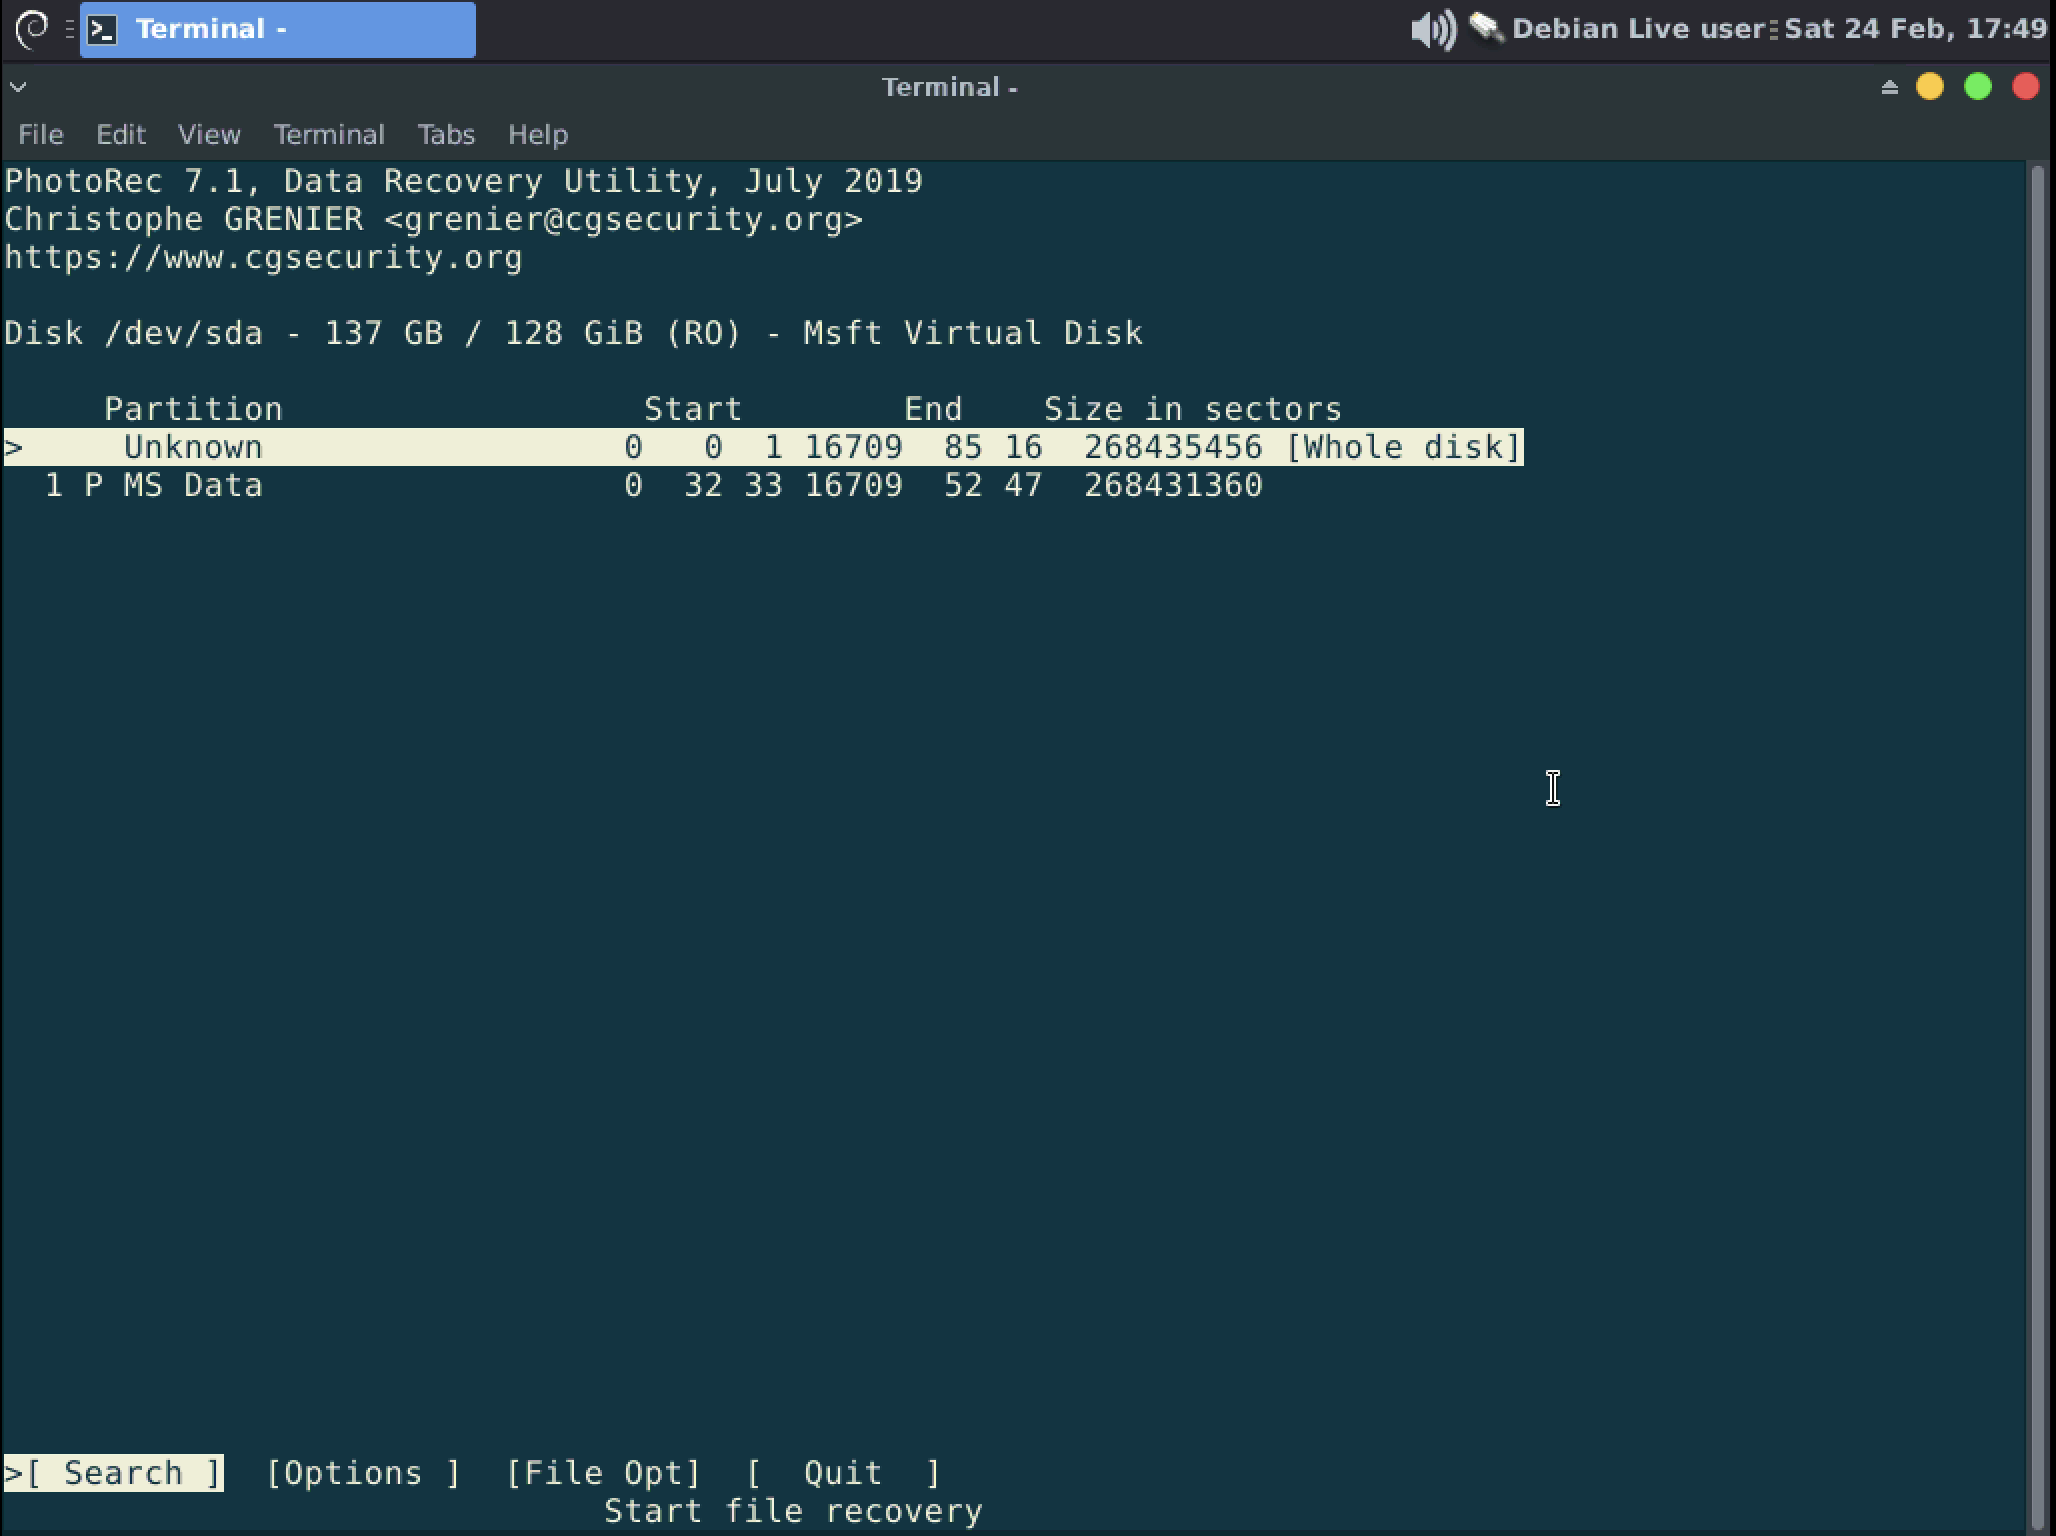 Terminal -
Debian Live user
Sat 24 Feb, 17:49
Terminal -
File Edit View Terminal Tabs Help
PhotoRec 7.1, Data Recovery Utility, July 2019
Christophe GRENIER <grenier@cgsecurity.org>
https://www.cgsecurity.org
Disk /dev/sda - 137 GB / 128 GiB (RO) - Msft Virtual Disk
     Partition                  Start        End    Size in sectors
>     Unknown                  0   0  1 16709  85 16  268435456 [Whole disk]
  1 P MS Data                  0  32 33 16709  52 47  268431360
>[ Search ]  [Options ]  [File Opt]  [  Quit  ]
Start file recovery